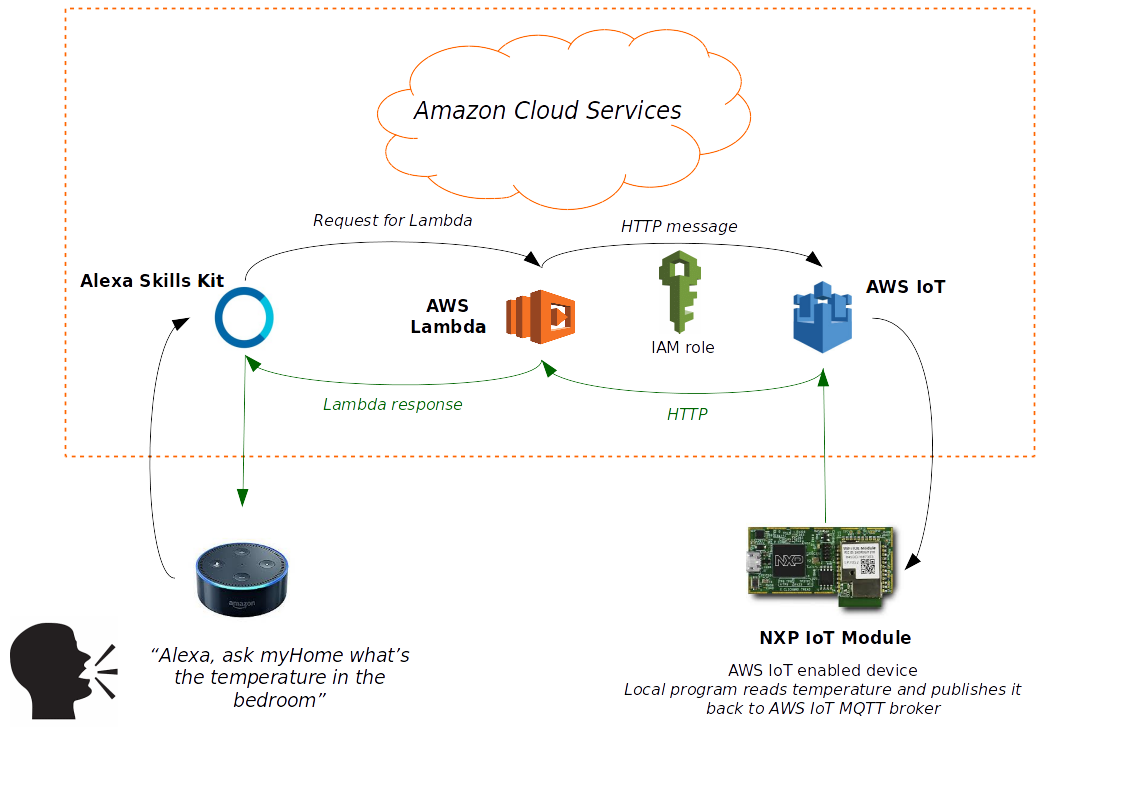 Amazon Cloud Services
Request for Lambda
HTTP message
Alexa Skills Kit
AWS
Lambda
IAM role
AWS IoT
Lambda response
HTTP
amazon
NXP
“Alexa, ask myHome what’s
the temperature in the
bedroom”
NXP IoT Module
AWS IoT enabled device
Local program reads temperature and publishes it
back to AWS IoT MQTT broker